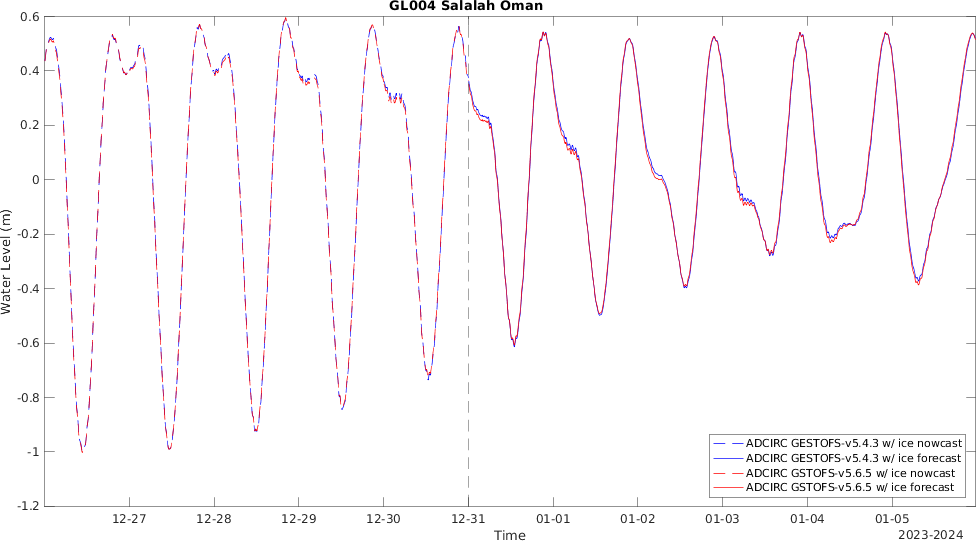 GL004 Salalah Oman
0.6
0.4
0.2
0
-0.2
-0.4
-0.6
-0.8
-1
-1.2
Water Level (m)
12-27 12-28 12-29 12-30 12-31 01-01 01-02 01-03 01-04 01-05
Time
2023-2024
ADCIRC GESTOFS-v5.4.3 w/ ice nowcast
ADCIRC GESTOFS-v5.4.3 w/ ice forecast
ADCIRC GSTOFS-v5.6.5 w/ ice nowcast
ADCIRC GSTOFS-v5.6.5 w/ ice forecast